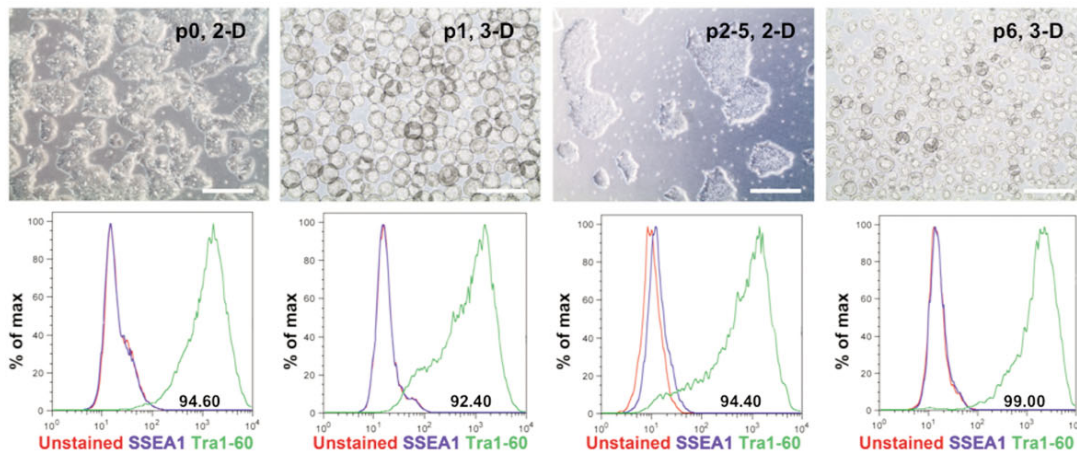 p0, 2-D
p1, 3-D
p2-5, 2-D
p6, 3-D
% of max
100
80
60
40
20
0
94.60
10⁰ 10¹ 10² 10³ 10⁴
Unstained SSEA1 Tra1-60
% of max
100
80
60
40
20
0
92.40
10⁰ 10¹ 10² 10³ 10⁴
Unstained SSEA1 Tra1-60
% of max
100
80
60
40
20
0
94.40
10⁰ 10¹ 10² 10³ 10⁴
Unstained SSEA1 Tra1-60
% of max
100
80
60
40
20
0
99.00
10⁰ 10¹ 10² 10³ 10⁴
Unstained SSEA1 Tra1-60